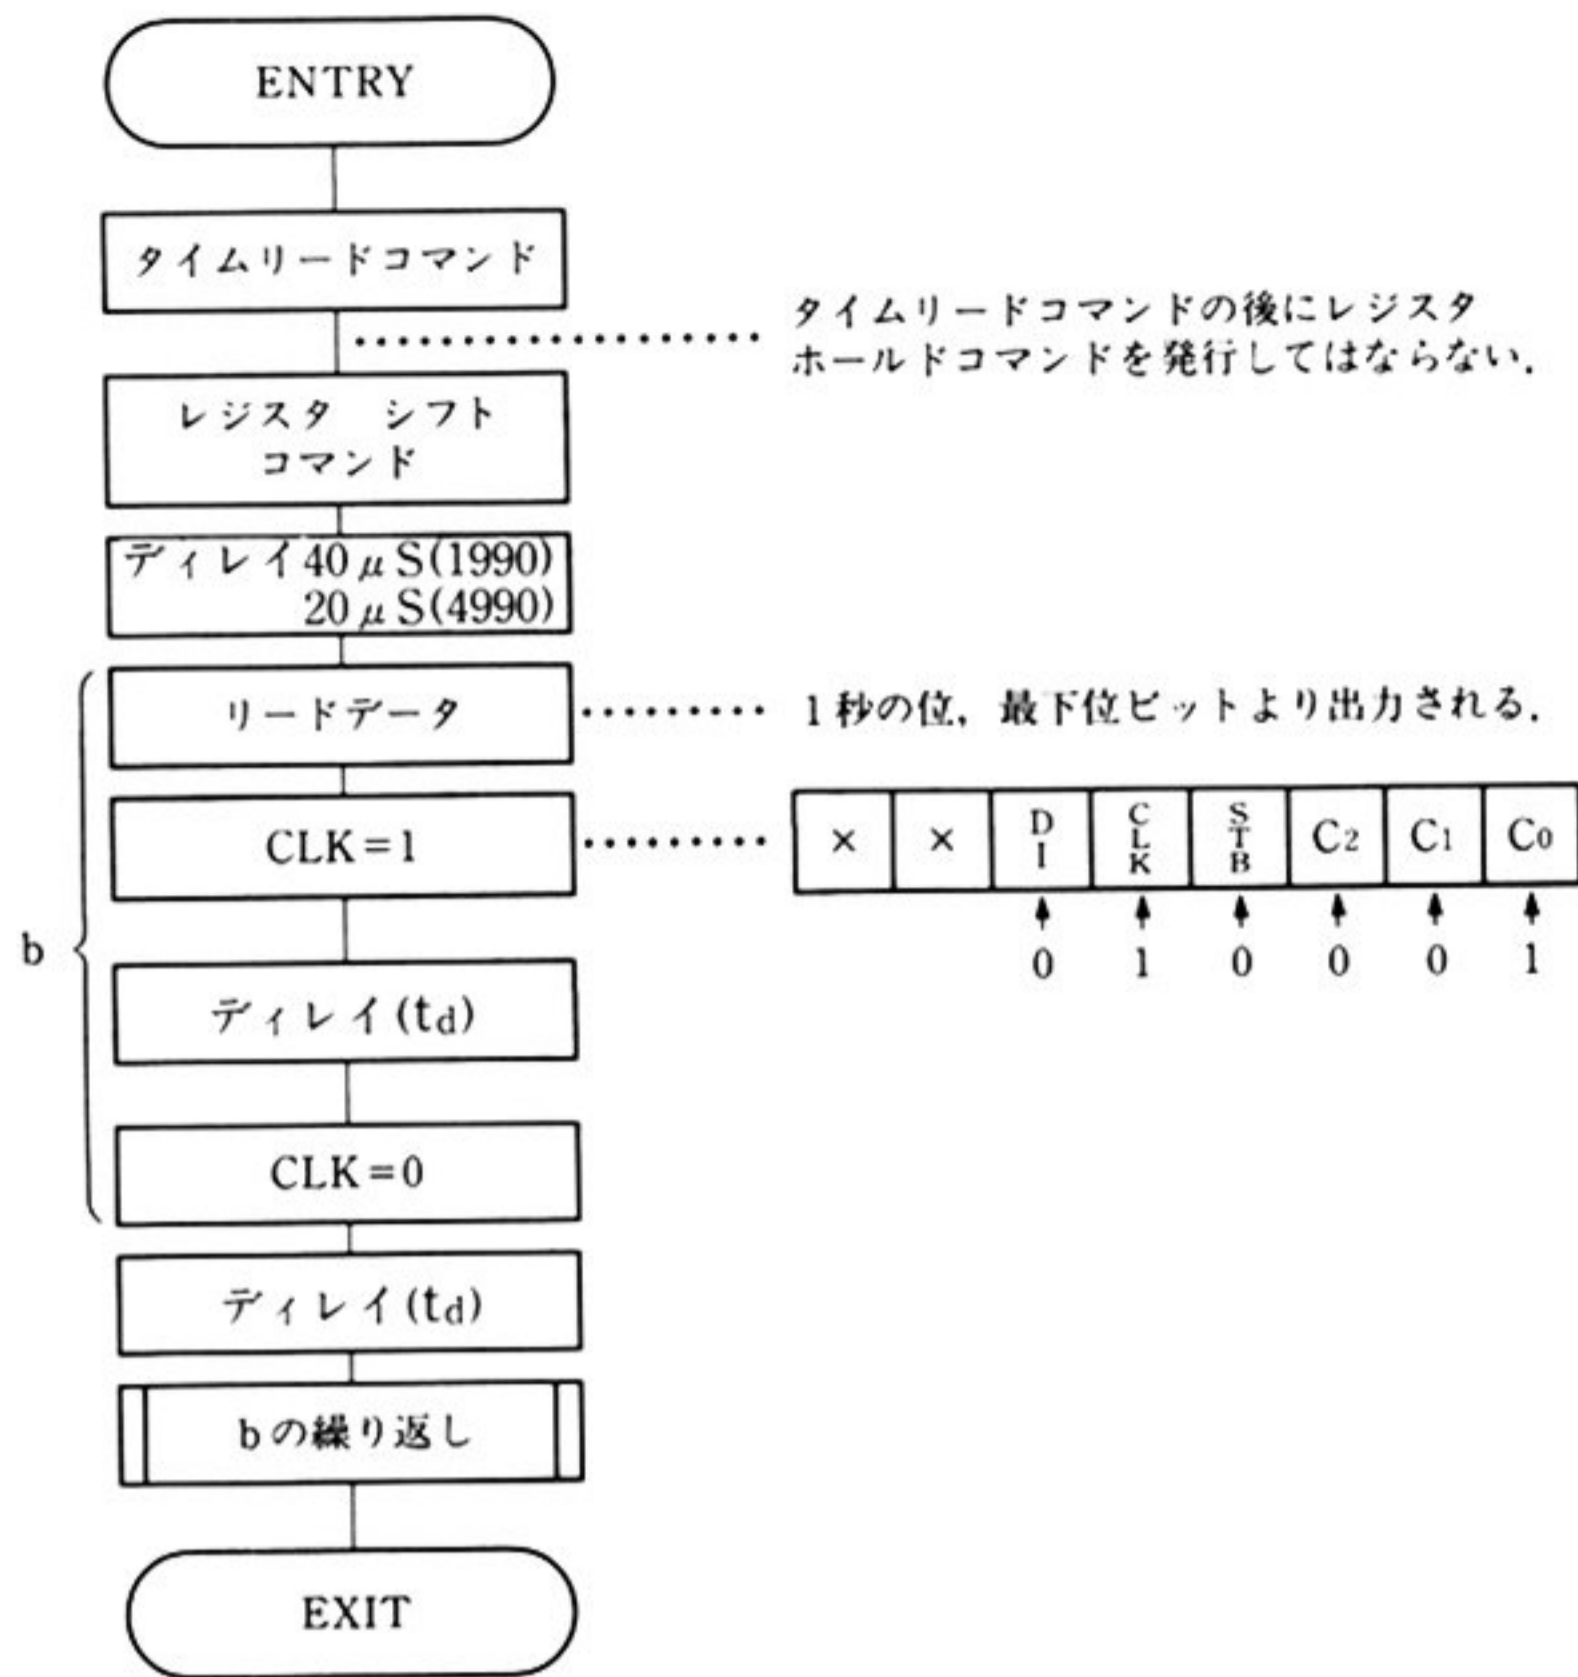 ENTRY
タイムリードコマンド
タイムリードコマンドの後にレジスタ
ホールドコマンドを発行してはならない.
レジスタ シフト
コマンド
ディレイ40μS(1990)
20μS(4990)
リードデータ
1秒の位, 最下位ビットより出力される.
CLK=1
× × DI CLK STB C2 C1 C0
0 1 0 0 0 1
b
ディレイ(td)
CLK=0
ディレイ(td)
bの繰り返し
EXIT